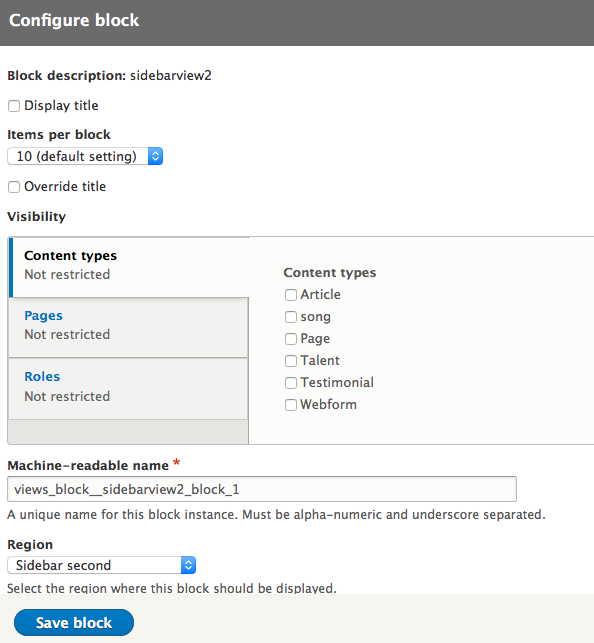 Configure block
Block description: sidebarview2
Display title
Items per block
10 (default setting)
Override title
Visibility
Content types
Not restricted
Pages
Not restricted
Roles
Not restricted
Content types
Article
song
Page
Talent
Testimonial
Webform
Machine-readable name *
views_block__sidebarview2_block_1
A unique name for this block instance. Must be alpha-numeric and underscore separated.
Region
Sidebar second
Select the region where this block should be displayed.
Save block